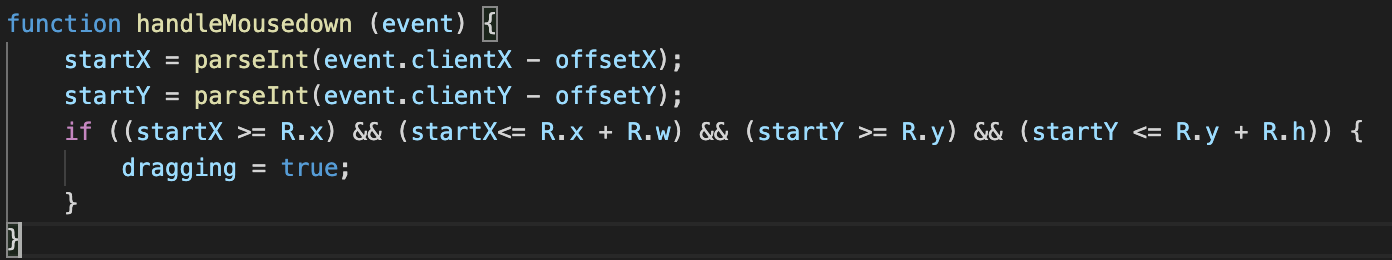 function handleMousedown (event) {
    startX = parseInt(event.clientX - offsetX);
    startY = parseInt(event.clientY - offsetY);
    if ((startX >= R.x) && (startX<= R.x + R.w) && (startY >= R.y) && (startY <= R.y + R.h)) {
        dragging = true;
    }
}